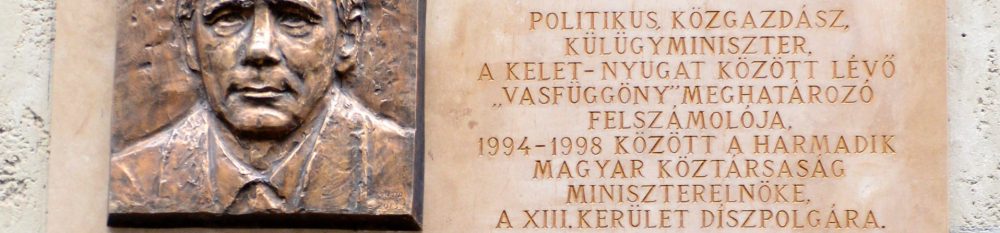 POLITIKUS, KÖZGAZDÁSZ,
KÜLÜGYMINISZTER,
A KELET-NYUGAT KÖZÖTT LÉVŐ
„VASFÜGGÖNY” MEGHATÁROZÓ
FELSZÁMOLÓJA,
1994-1998 KÖZÖTT A HARMADIK
MAGYAR KÖZTÁRSASÁG
MINISZTERELNÖKE,
A XIII. KERÜLET DÍSZPOLGÁRA.